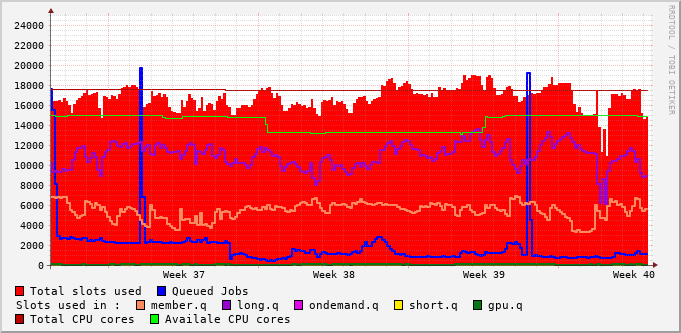 24000
22000
20000
18000
16000
14000
12000
10000
8000
6000
4000
2000
0
Week 37 Week 38 Week 39 Week 40
Total slots used Queued Jobs
Slots used in : member.q long.q ondemand.q short.q gpu.q
Total CPU cores Availale CPU cores
RRDTOOL / TOBI OETIKER